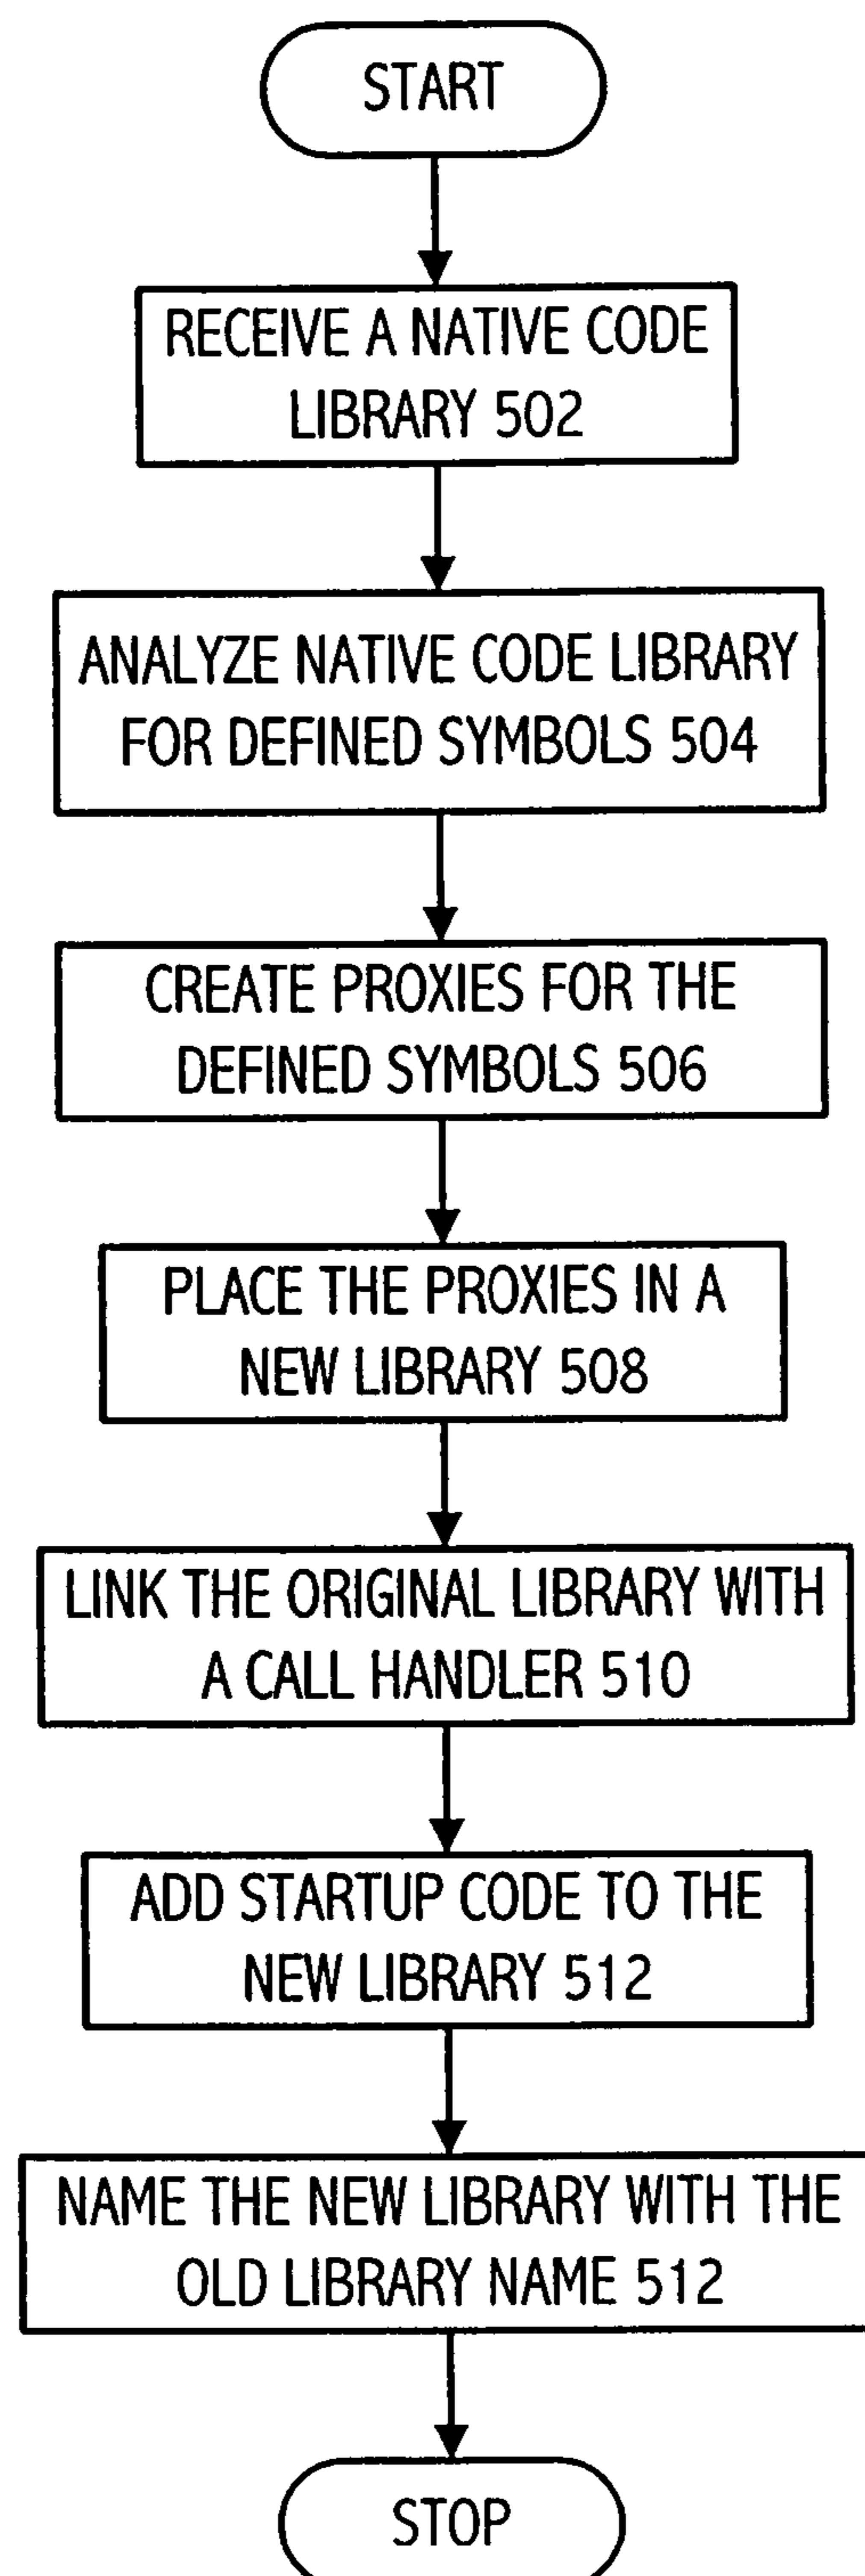 START
RECEIVE A NATIVE CODE
LIBRARY 502
ANALYZE NATIVE CODE LIBRARY
FOR DEFINED SYMBOLS 504
CREATE PROXIES FOR THE
DEFINED SYMBOLS 506
PLACE THE PROXIES IN A
NEW LIBRARY 508
LINK THE ORIGINAL LIBRARY WITH
A CALL HANDLER 510
ADD STARTUP CODE TO THE
NEW LIBRARY 512
NAME THE NEW LIBRARY WITH THE
OLD LIBRARY NAME 512
STOP